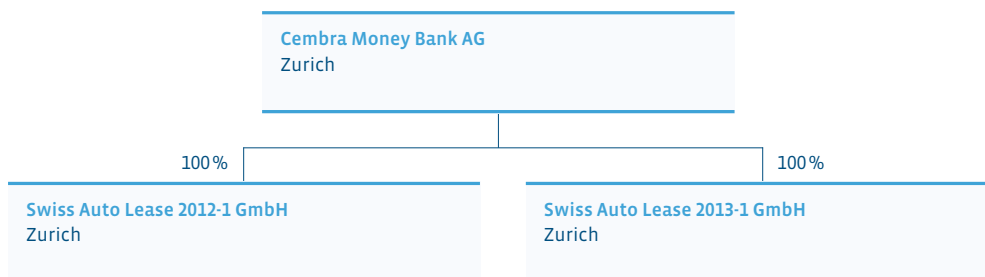 Cembra Money Bank AG
Zurich
100%
100%
Swiss Auto Lease 2012-1 GmbH
Zurich
Swiss Auto Lease 2013-1 GmbH
Zurich